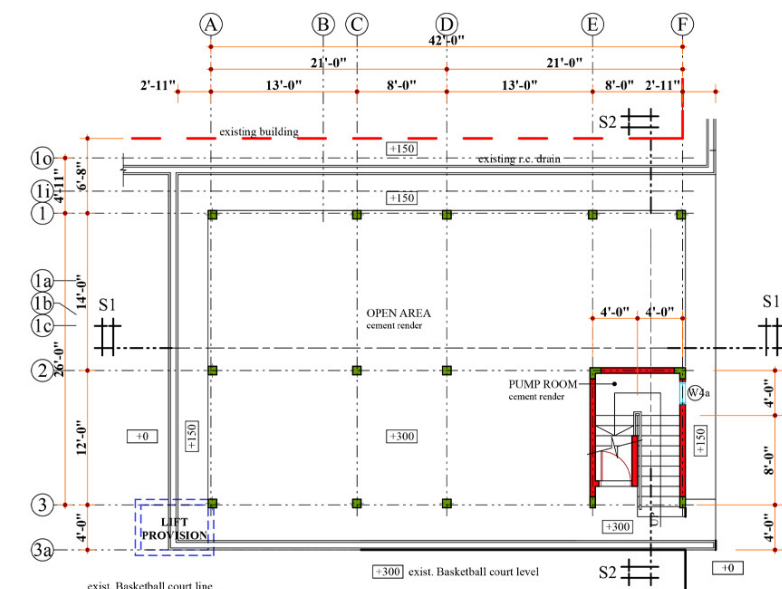 A B C D E F
42'-0"
21'-0" 21'-0"
2'-11" 13'-0" 8'-0" 13'-0" 8'-0" 2'-11"
S2
existing building
+150
1o
existing r.c. drain
6'-8"
4'-11"
1i
+150
1
1a
14'-0"
1b
S1
1c
OPEN AREA
cement render
4'-0" 4'-0"
S1
26'-0"
2
PUMP ROOM
cement render
W4a
4'-0"
12'-0"
+0
+150
+300
+150
8'-0"
3
LIFT
PROVISION
+300
4'-0"
4'-0"
3a
+300 exist. Basketball court level
S2
+0
exist. Basketball court line